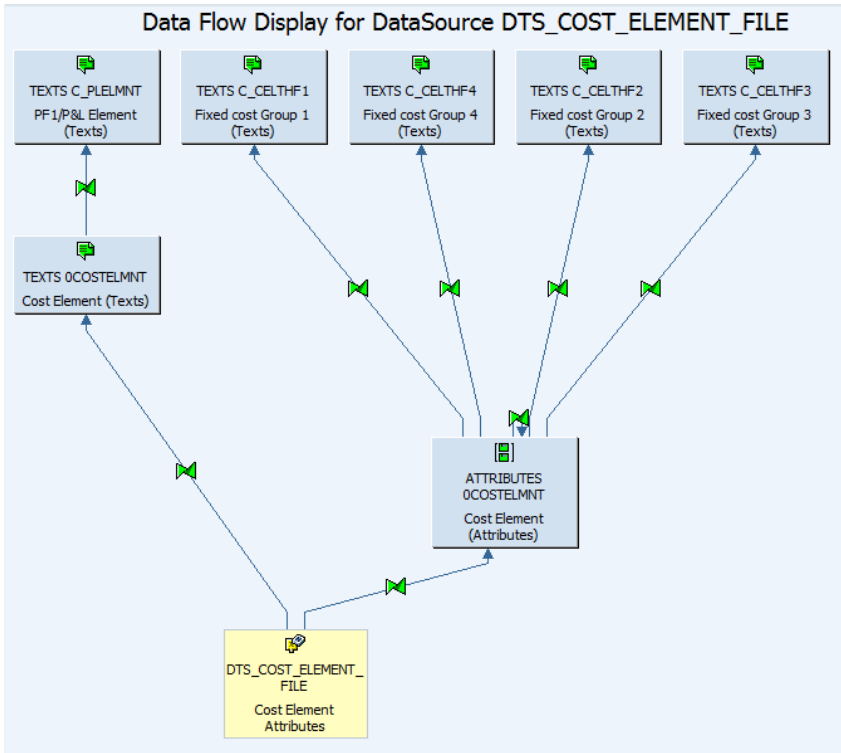 Data Flow Display for DataSource DTS_COST_ELEMENT_FILE
TEXTS C_PLELMNT
PF1/P&L Element
(Texts)
TEXTS C_CELTHF1
Fixed cost Group 1
(Texts)
TEXTS C_CELTHF4
Fixed cost Group 4
(Texts)
TEXTS C_CELTHF2
Fixed cost Group 2
(Texts)
TEXTS C_CELTHF3
Fixed cost Group 3
(Texts)
TEXTS 0COSTELMNT
Cost Element (Texts)
ATTRIBUTES
0COSTELMNT
Cost Element
(Attributes)
DTS_COST_ELEMENT_
FILE
Cost Element
Attributes